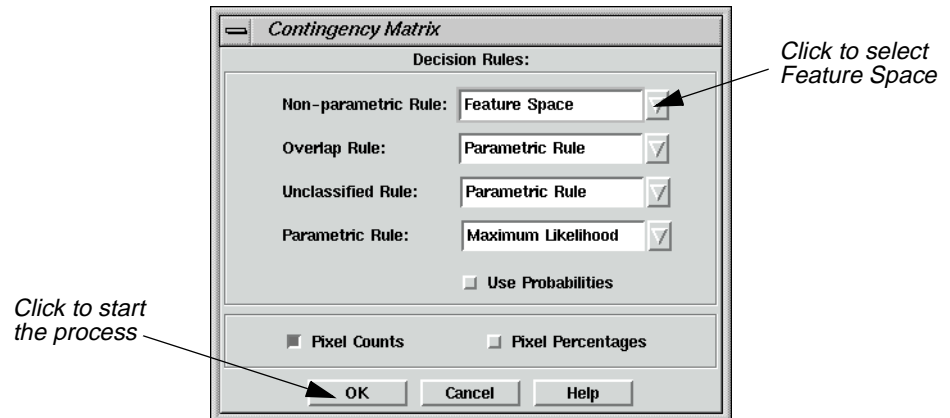 Contingency Matrix
Decision Rules:
Click to select
Feature Space
Non-parametric Rule: Feature Space
Overlap Rule: Parametric Rule
Unclassified Rule: Parametric Rule
Parametric Rule: Maximum Likelihood
Use Probabilities
Click to start
the process
Pixel Counts Pixel Percentages
OK Cancel Help